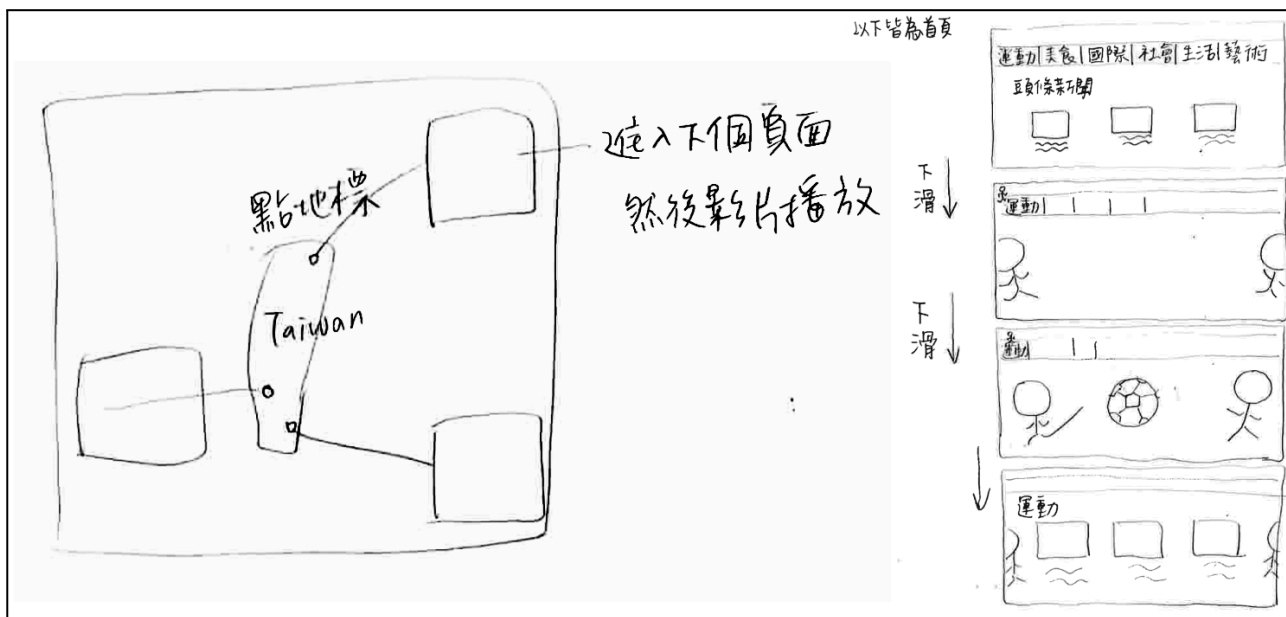 點地標
Taiwan
進入下個頁面
然後影片播放
以下皆為首頁
運動|美食|國際|社會|生活|藝術
頭條新聞
下滑
運動
下滑
運動
運動